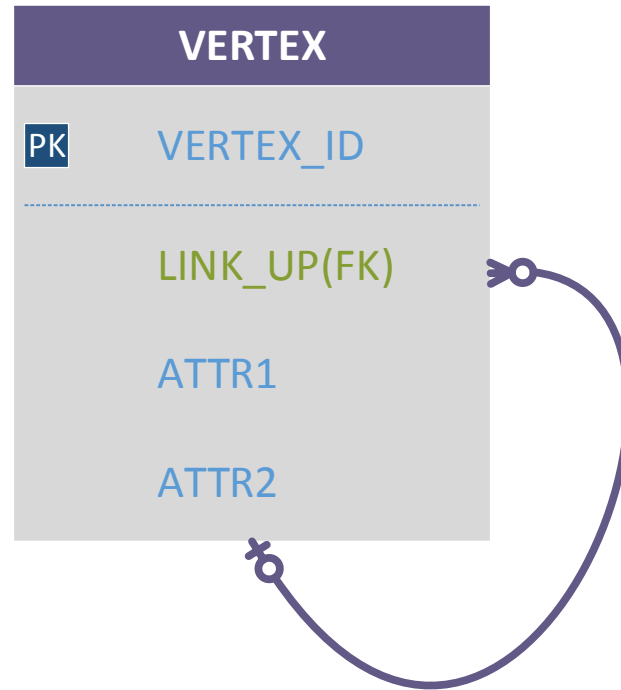 VERTEX
PK VERTEX_ID
LINK_UP(FK)
ATTR1
ATTR2